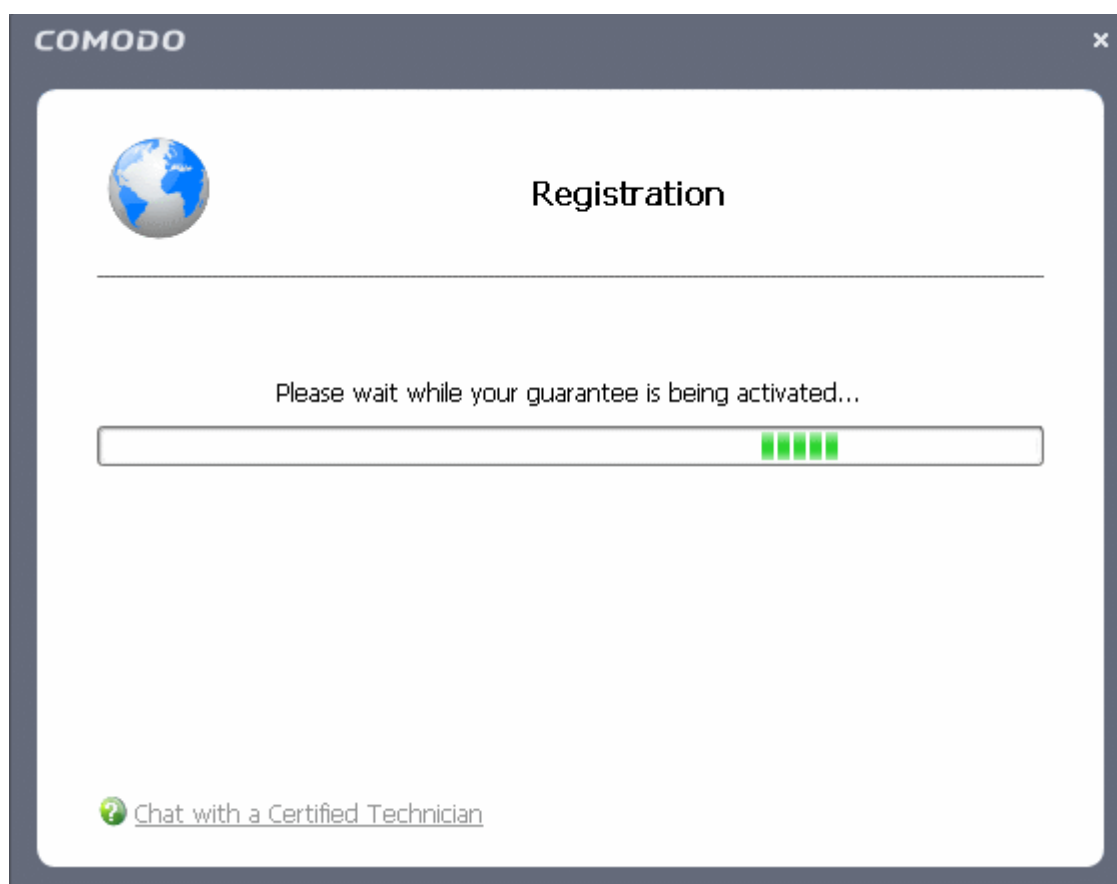 COMODO
Registration
Please wait while your guarantee is being activated...
Chat with a Certified Technician